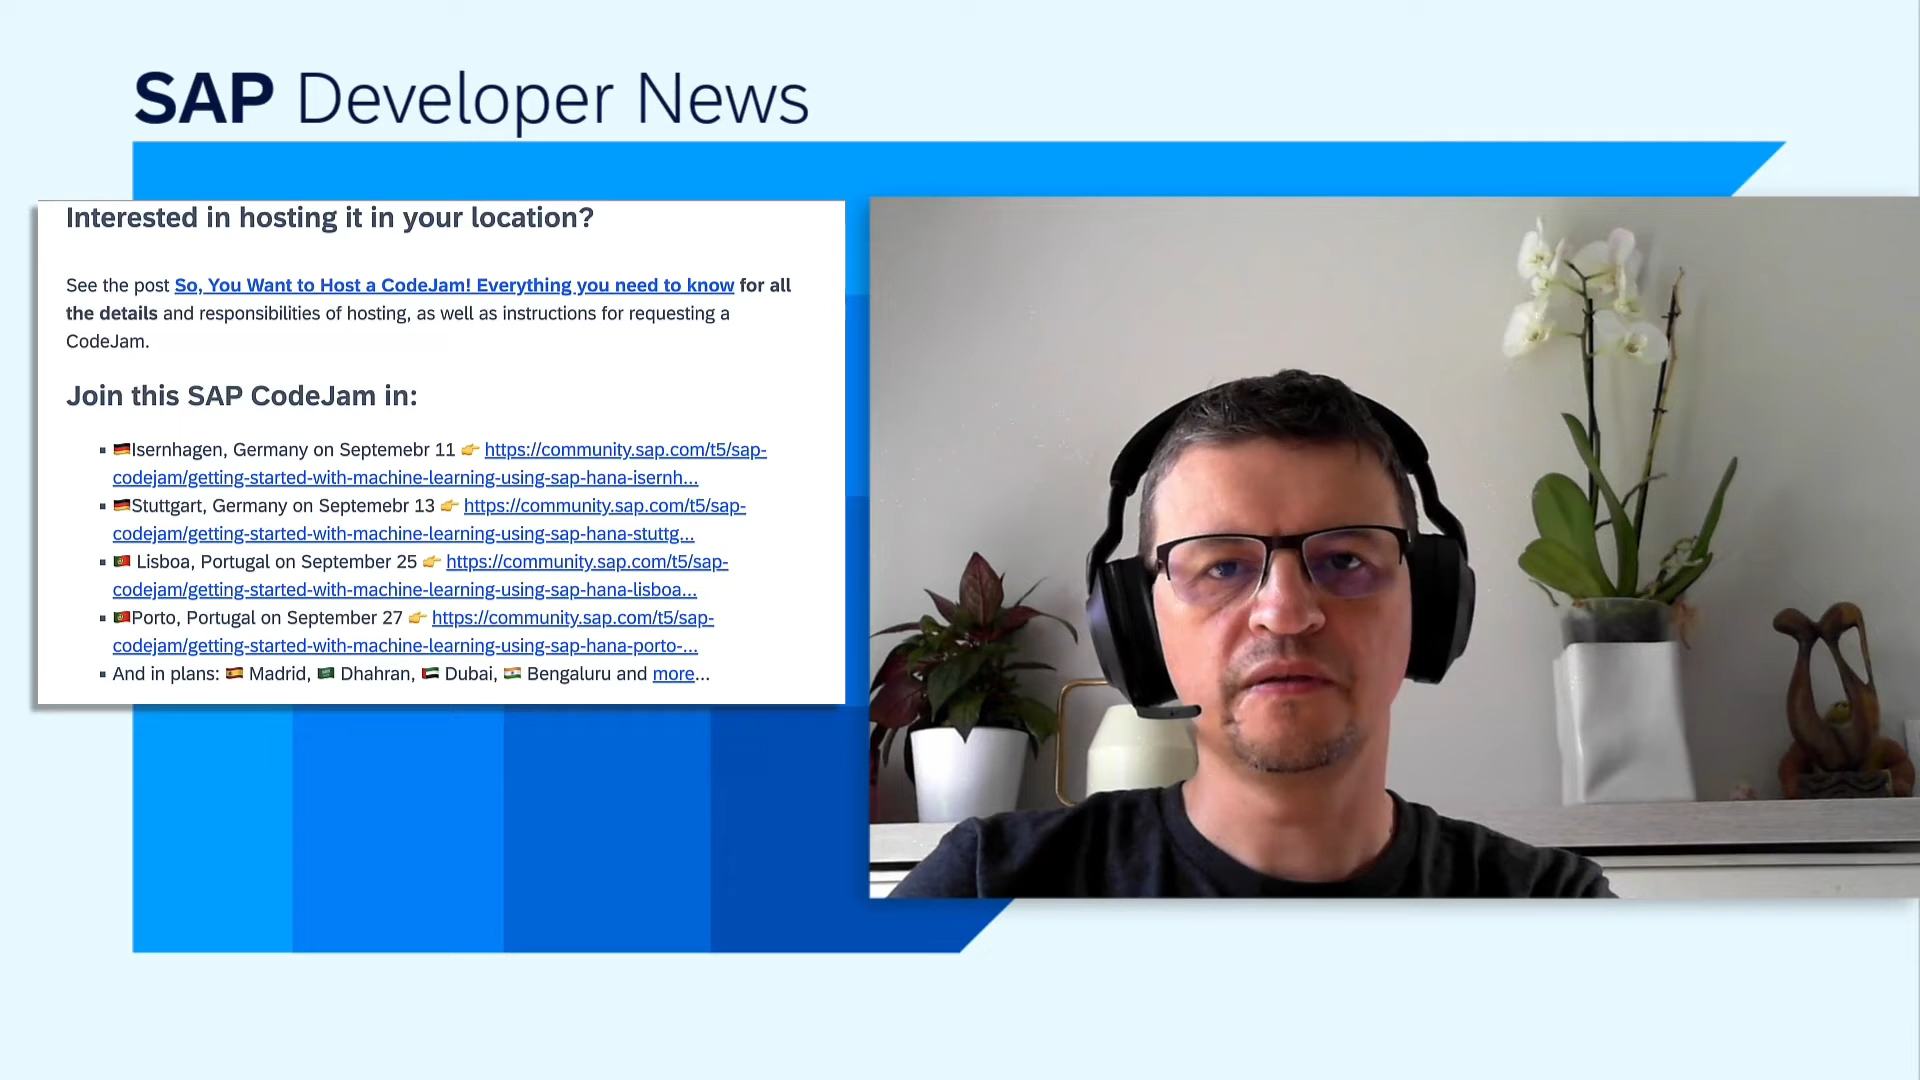 SAP Developer News
Interested in hosting it in your location?
See the post So, You Want to Host a CodeJam! Everything you need to know for all
the details and responsibilities of hosting, as well as instructions for requesting a
CodeJam.
Join this SAP CodeJam in:
▪ 🇩🇪Isernhagen, Germany on Septemebr 11 👉 https://community.sap.com/t5/sap-
codejam/getting-started-with-machine-learning-using-sap-hana-isernh...
▪ 🇩🇪Stuttgart, Germany on Septemebr 13 👉 https://community.sap.com/t5/sap-
codejam/getting-started-with-machine-learning-using-sap-hana-stuttg...
▪ 🇵🇹 Lisboa, Portugal on September 25 👉 https://community.sap.com/t5/sap-
codejam/getting-started-with-machine-learning-using-sap-hana-lisboa...
▪ 🇵🇹Porto, Portugal on September 27 👉 https://community.sap.com/t5/sap-
codejam/getting-started-with-machine-learning-using-sap-hana-porto-...
▪ And in plans: 🇪🇸 Madrid, 🇸🇦 Dhahran, 🇦🇪 Dubai, 🇮🇳 Bengaluru and more...